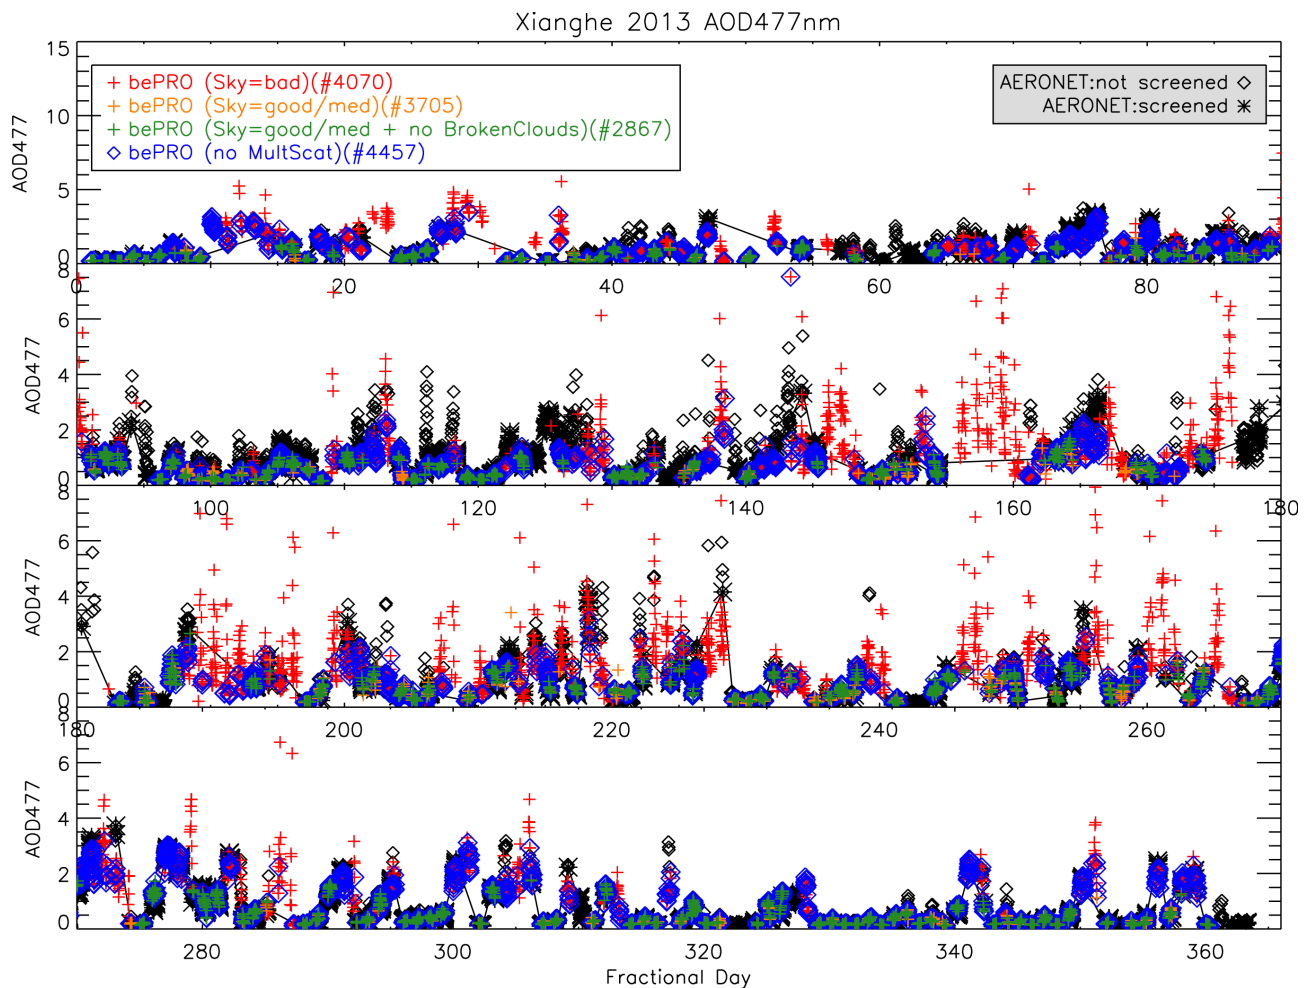 Xianghe 2013 AOD477nm
15
10
5
0
AOD477
+ bePRO (Sky=bad)(#4070)
+ bePRO (Sky=good/med)(#3705)
+ bePRO (Sky=good/med + no BrokenClouds)(#2867)
◇ bePRO (no MultScat)(#4457)
AERONET:not screened ◇
AERONET:screened ✳
0 20 40 60 80
8
6
4
2
0
AOD477
100 120 140 160 180
8
6
4
2
0
AOD477
180 200 220 240 260
8
6
4
2
0
AOD477
280 300 320 340 360
Fractional Day